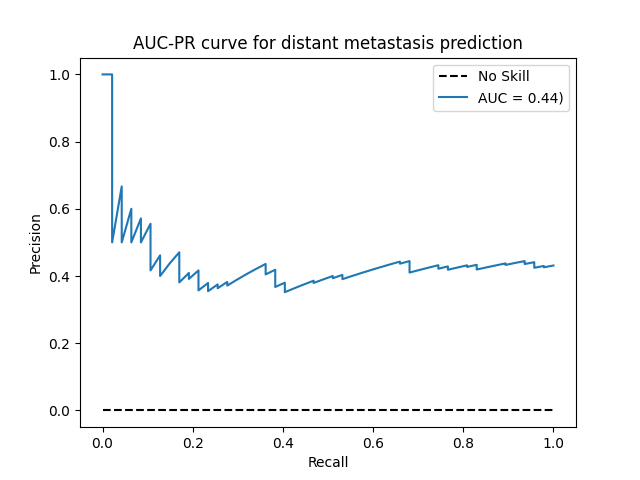 AUC-PR curve for distant metastasis prediction
No Skill
AUC = 0.44)
1.0
0.8
0.6
0.4
0.2
0.0
Precision
0.0 0.2 0.4 0.6 0.8 1.0
Recall